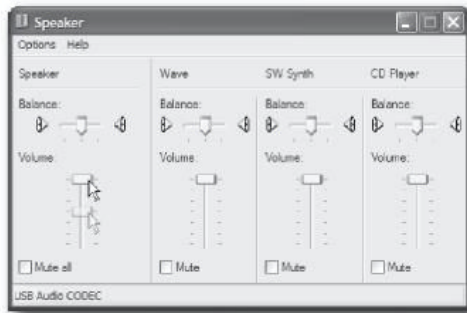 Speaker
Options Help
Speaker Wave SW Synth CD Player
Balance: Balance: Balance: Balance:
Volume: Volume: Volume: Volume:
Mute all Mute Mute Mute
USB Audio CODEC